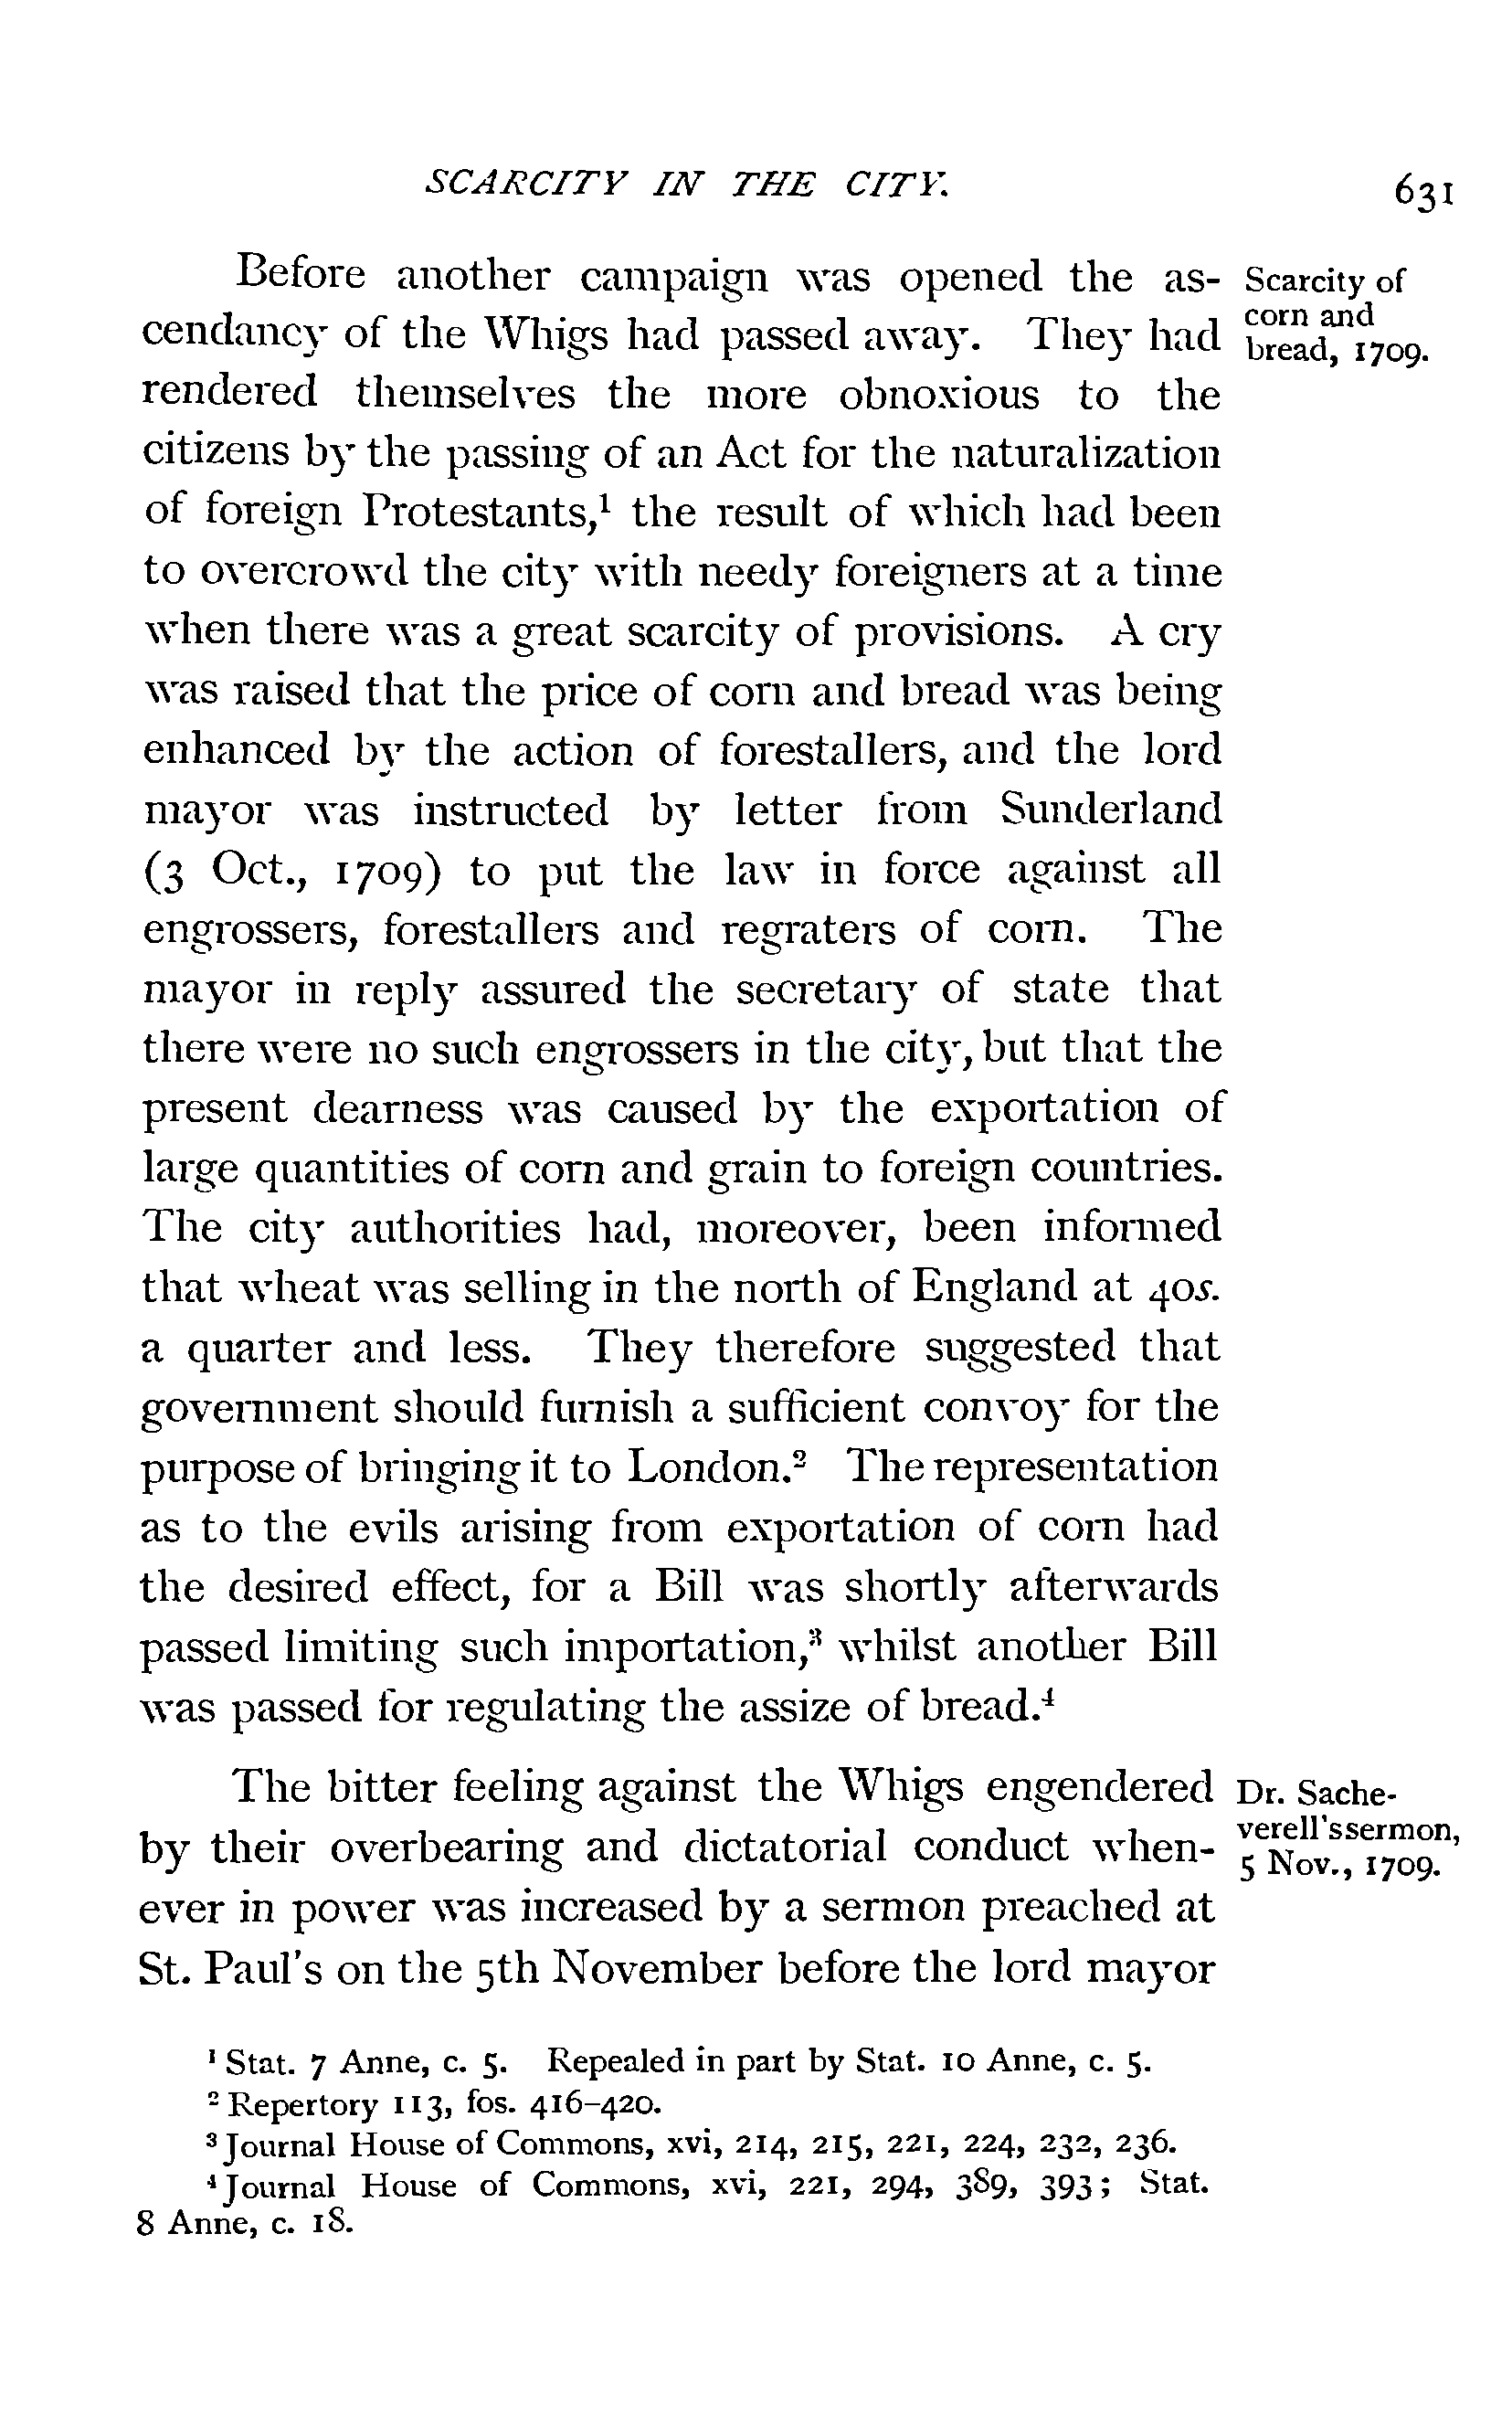 SCARCITY IN THE CITY.
631
Before another campaign was opened the as-
cendancy of the Whigs had passed away. They had
rendered themselves the more obnoxious to the
citizens by the passing of an Act for the naturalization
of foreign Protestants,¹ the result of which had been
to overcrowd the city with needy foreigners at a time
when there was a great scarcity of provisions. A cry
was raised that the price of corn and bread was being
enhanced by the action of forestallers, and the lord
mayor was instructed by letter from Sunderland
(3 Oct., 1709) to put the law in force against all
engrossers, forestallers and regraters of corn. The
mayor in reply assured the secretary of state that
there were no such engrossers in the city, but that the
present dearness was caused by the exportation of
large quantities of corn and grain to foreign countries.
The city authorities had, moreover, been informed
that wheat was selling in the north of England at 40s.
a quarter and less. They therefore suggested that
government should furnish a sufficient convoy for the
purpose of bringing it to London.² The representation
as to the evils arising from exportation of corn had
the desired effect, for a Bill was shortly afterwards
passed limiting such importation,³ whilst another Bill
was passed for regulating the assize of bread.⁴
Scarcity of
corn and
bread, 1709.
The bitter feeling against the Whigs engendered
by their overbearing and dictatorial conduct when-
ever in power was increased by a sermon preached at
St. Paul's on the 5th November before the lord mayor
Dr. Sache-
verell's sermon,
5 Nov., 1709.
¹ Stat. 7 Anne, c. 5. Repealed in part by Stat. 10 Anne, c. 5.
² Repertory 113, fos. 416-420.
³ Journal House of Commons, xvi, 214, 215, 221, 224, 232, 236.
⁴ Journal House of Commons, xvi, 221, 294, 389, 393; Stat.
8 Anne, c. 18.